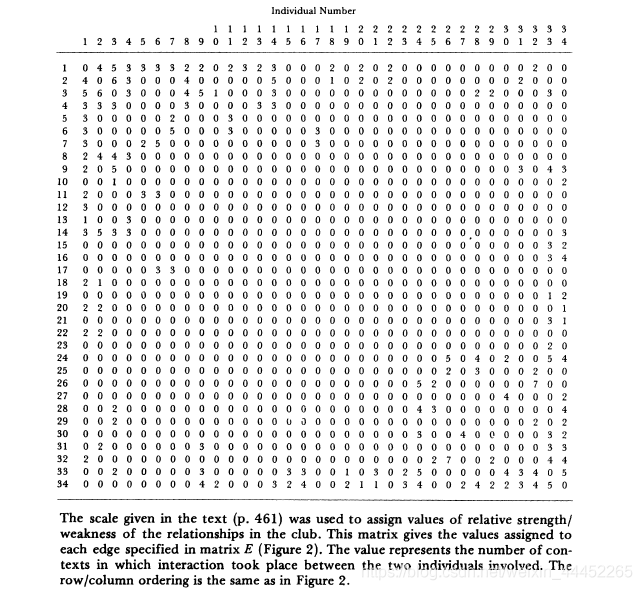 Individual Number
1 1 1 1 1 1 1 1 1 1 2 2 2 2 2 2 2 2 2 2 3 3 3 3 3
1 2 3 4 5 6 7 8 9 0 1 2 3 4 5 6 7 8 9 0 1 2 3 4 5 6 7 8 9 0 1 2 3 4
1 0 4 5 3 3 3 3 2 2 0 2 3 2 3 0 0 0 2 0 2 0 2 0 0 0 0 0 0 0 0 0 2 0 0
2 4 0 6 3 0 0 0 4 0 0 0 0 0 5 0 0 0 1 0 2 0 2 0 0 0 0 0 0 0 0 2 0 0 0
3 5 6 0 3 0 0 0 4 5 1 0 0 0 3 0 0 0 0 0 0 0 0 0 0 0 0 0 2 2 0 0 0 3 0
4 3 3 3 0 0 0 0 3 0 0 0 0 3 3 0 0 0 0 0 0 0 0 0 0 0 0 0 0 0 0 0 0 0 0
5 3 0 0 0 0 0 2 0 0 0 3 0 0 0 0 0 0 0 0 0 0 0 0 0 0 0 0 0 0 0 0 0 0 0
6 3 0 0 0 0 0 5 0 0 0 3 0 0 0 0 0 3 0 0 0 0 0 0 0 0 0 0 0 0 0 0 0 0 0
7 3 0 0 0 2 5 0 0 0 0 0 0 0 0 0 0 3 0 0 0 0 0 0 0 0 0 0 0 0 0 0 0 0 0
8 2 4 4 3 0 0 0 0 0 0 0 0 0 0 0 0 0 0 0 0 0 0 0 0 0 0 0 0 0 0 0 0 0 0
9 2 0 5 0 0 0 0 0 0 0 0 0 0 0 0 0 0 0 0 0 0 0 0 0 0 0 0 0 0 0 3 0 4 3
10 0 0 1 0 0 0 0 0 0 0 0 0 0 0 0 0 0 0 0 0 0 0 0 0 0 0 0 0 0 0 0 0 0 2
11 2 0 0 0 3 3 0 0 0 0 0 0 0 0 0 0 0 0 0 0 0 0 0 0 0 0 0 0 0 0 0 0 0 0
12 3 0 0 0 0 0 0 0 0 0 0 0 0 0 0 0 0 0 0 0 0 0 0 0 0 0 0 0 0 0 0 0 0 0
13 1 0 0 3 0 0 0 0 0 0 0 0 0 0 0 0 0 0 0 0 0 0 0 0 0 0 0 0 0 0 0 0 0 0
14 3 5 3 3 0 0 0 0 0 0 0 0 0 0 0 0 0 0 0 0 0 0 0 0 0 0 0 0 0 0 0 0 0 3
15 0 0 0 0 0 0 0 0 0 0 0 0 0 0 0 0 0 0 0 0 0 0 0 0 0 0 0 0 0 0 0 0 3 2
16 0 0 0 0 0 0 0 0 0 0 0 0 0 0 0 0 0 0 0 0 0 0 0 0 0 0 0 0 0 0 0 0 3 4
17 0 0 0 0 0 3 3 0 0 0 0 0 0 0 0 0 0 0 0 0 0 0 0 0 0 0 0 0 0 0 0 0 0 0
18 2 1 0 0 0 0 0 0 0 0 0 0 0 0 0 0 0 0 0 0 0 0 0 0 0 0 0 0 0 0 0 0 0 0
19 0 0 0 0 0 0 0 0 0 0 0 0 0 0 0 0 0 0 0 0 0 0 0 0 0 0 0 0 0 0 0 0 1 2
20 2 2 0 0 0 0 0 0 0 0 0 0 0 0 0 0 0 0 0 0 0 0 0 0 0 0 0 0 0 0 0 0 0 1
21 0 0 0 0 0 0 0 0 0 0 0 0 0 0 0 0 0 0 0 0 0 0 0 0 0 0 0 0 0 0 0 0 3 1
22 2 2 0 0 0 0 0 0 0 0 0 0 0 0 0 0 0 0 0 0 0 0 0 0 0 0 0 0 0 0 0 0 0 0
23 0 0 0 0 0 0 0 0 0 0 0 0 0 0 0 0 0 0 0 0 0 0 0 0 0 0 0 0 0 0 0 0 2 0
24 0 0 0 0 0 0 0 0 0 0 0 0 0 0 0 0 0 0 0 0 0 0 0 0 0 5 0 4 0 2 0 0 5 4
25 0 0 0 0 0 0 0 0 0 0 0 0 0 0 0 0 0 0 0 0 0 0 0 0 0 2 0 3 0 0 0 2 0 0
26 0 0 0 0 0 0 0 0 0 0 0 0 0 0 0 0 0 0 0 0 0 0 0 5 2 0 0 0 0 0 0 7 0 0
27 0 0 0 0 0 0 0 0 0 0 0 0 0 0 0 0 0 0 0 0 0 0 0 0 0 0 0 0 0 4 0 0 0 2
28 0 0 2 0 0 0 0 0 0 0 0 0 0 0 0 0 0 0 0 0 0 0 0 4 3 0 0 0 0 0 0 0 0 4
29 0 0 2 0 0 0 0 0 0 0 0 0 0 0 0 0 0 0 0 0 0 0 0 0 0 0 0 0 0 0 0 2 0 2
30 0 0 0 0 0 0 0 0 0 0 0 0 0 0 0 0 0 0 0 0 0 0 0 3 0 0 4 0 0 0 0 0 3 2
31 0 2 0 0 0 0 0 0 3 0 0 0 0 0 0 0 0 0 0 0 0 0 0 0 0 0 0 0 0 0 0 0 3 3
32 2 0 0 0 0 0 0 0 0 0 0 0 0 0 0 0 0 0 0 0 0 0 0 0 2 7 0 0 2 0 0 0 4 4
33 0 0 2 0 0 0 0 0 3 0 0 0 0 0 3 3 0 0 1 0 3 0 2 5 0 0 0 0 0 4 3 4 0 5
34 0 0 0 0 0 0 0 0 4 2 0 0 0 3 2 4 0 0 2 1 1 0 3 4 0 0 2 4 2 2 3 4 5 0
The scale given in the text (p. 461) was used to assign values of relative strength/
weakness of the relationships in the club. This matrix gives the values assigned to
each edge specified in matrix E (Figure 2). The value represents the number of con-
texts in which interaction took place between the two individuals involved. The
row/column ordering is the same as in Figure 2.